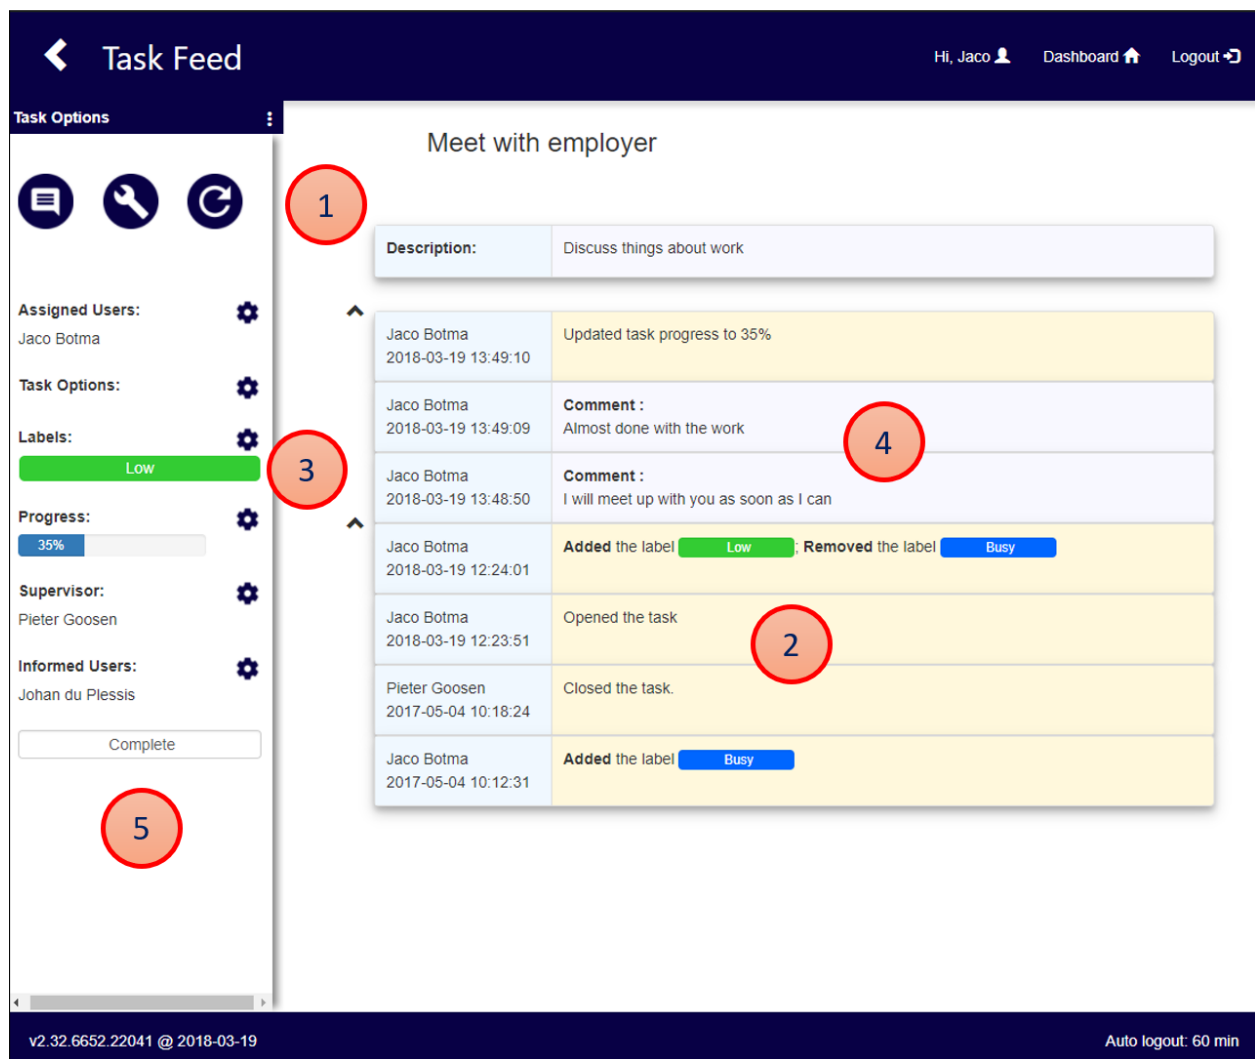 Task Feed
Hi, Jaco
Dashboard
Logout
Task Options
Meet with employer
1
Description:
Discuss things about work
Assigned Users:
Jaco Botma
Task Options:
Labels:
Low
3
Progress:
35%
Supervisor:
Pieter Goosen
Informed Users:
Johan du Plessis
Complete
5
Jaco Botma
2018-03-19 13:49:10
Updated task progress to 35%
Jaco Botma
2018-03-19 13:49:09
Comment :
Almost done with the work
4
Jaco Botma
2018-03-19 13:48:50
Comment :
I will meet up with you as soon as I can
Jaco Botma
2018-03-19 12:24:01
Added the label Low ; Removed the label Busy
Jaco Botma
2018-03-19 12:23:51
Opened the task
2
Pieter Goosen
2017-05-04 10:18:24
Closed the task.
Jaco Botma
2017-05-04 10:12:31
Added the label Busy
v2.32.6652.22041 @ 2018-03-19
Auto logout: 60 min